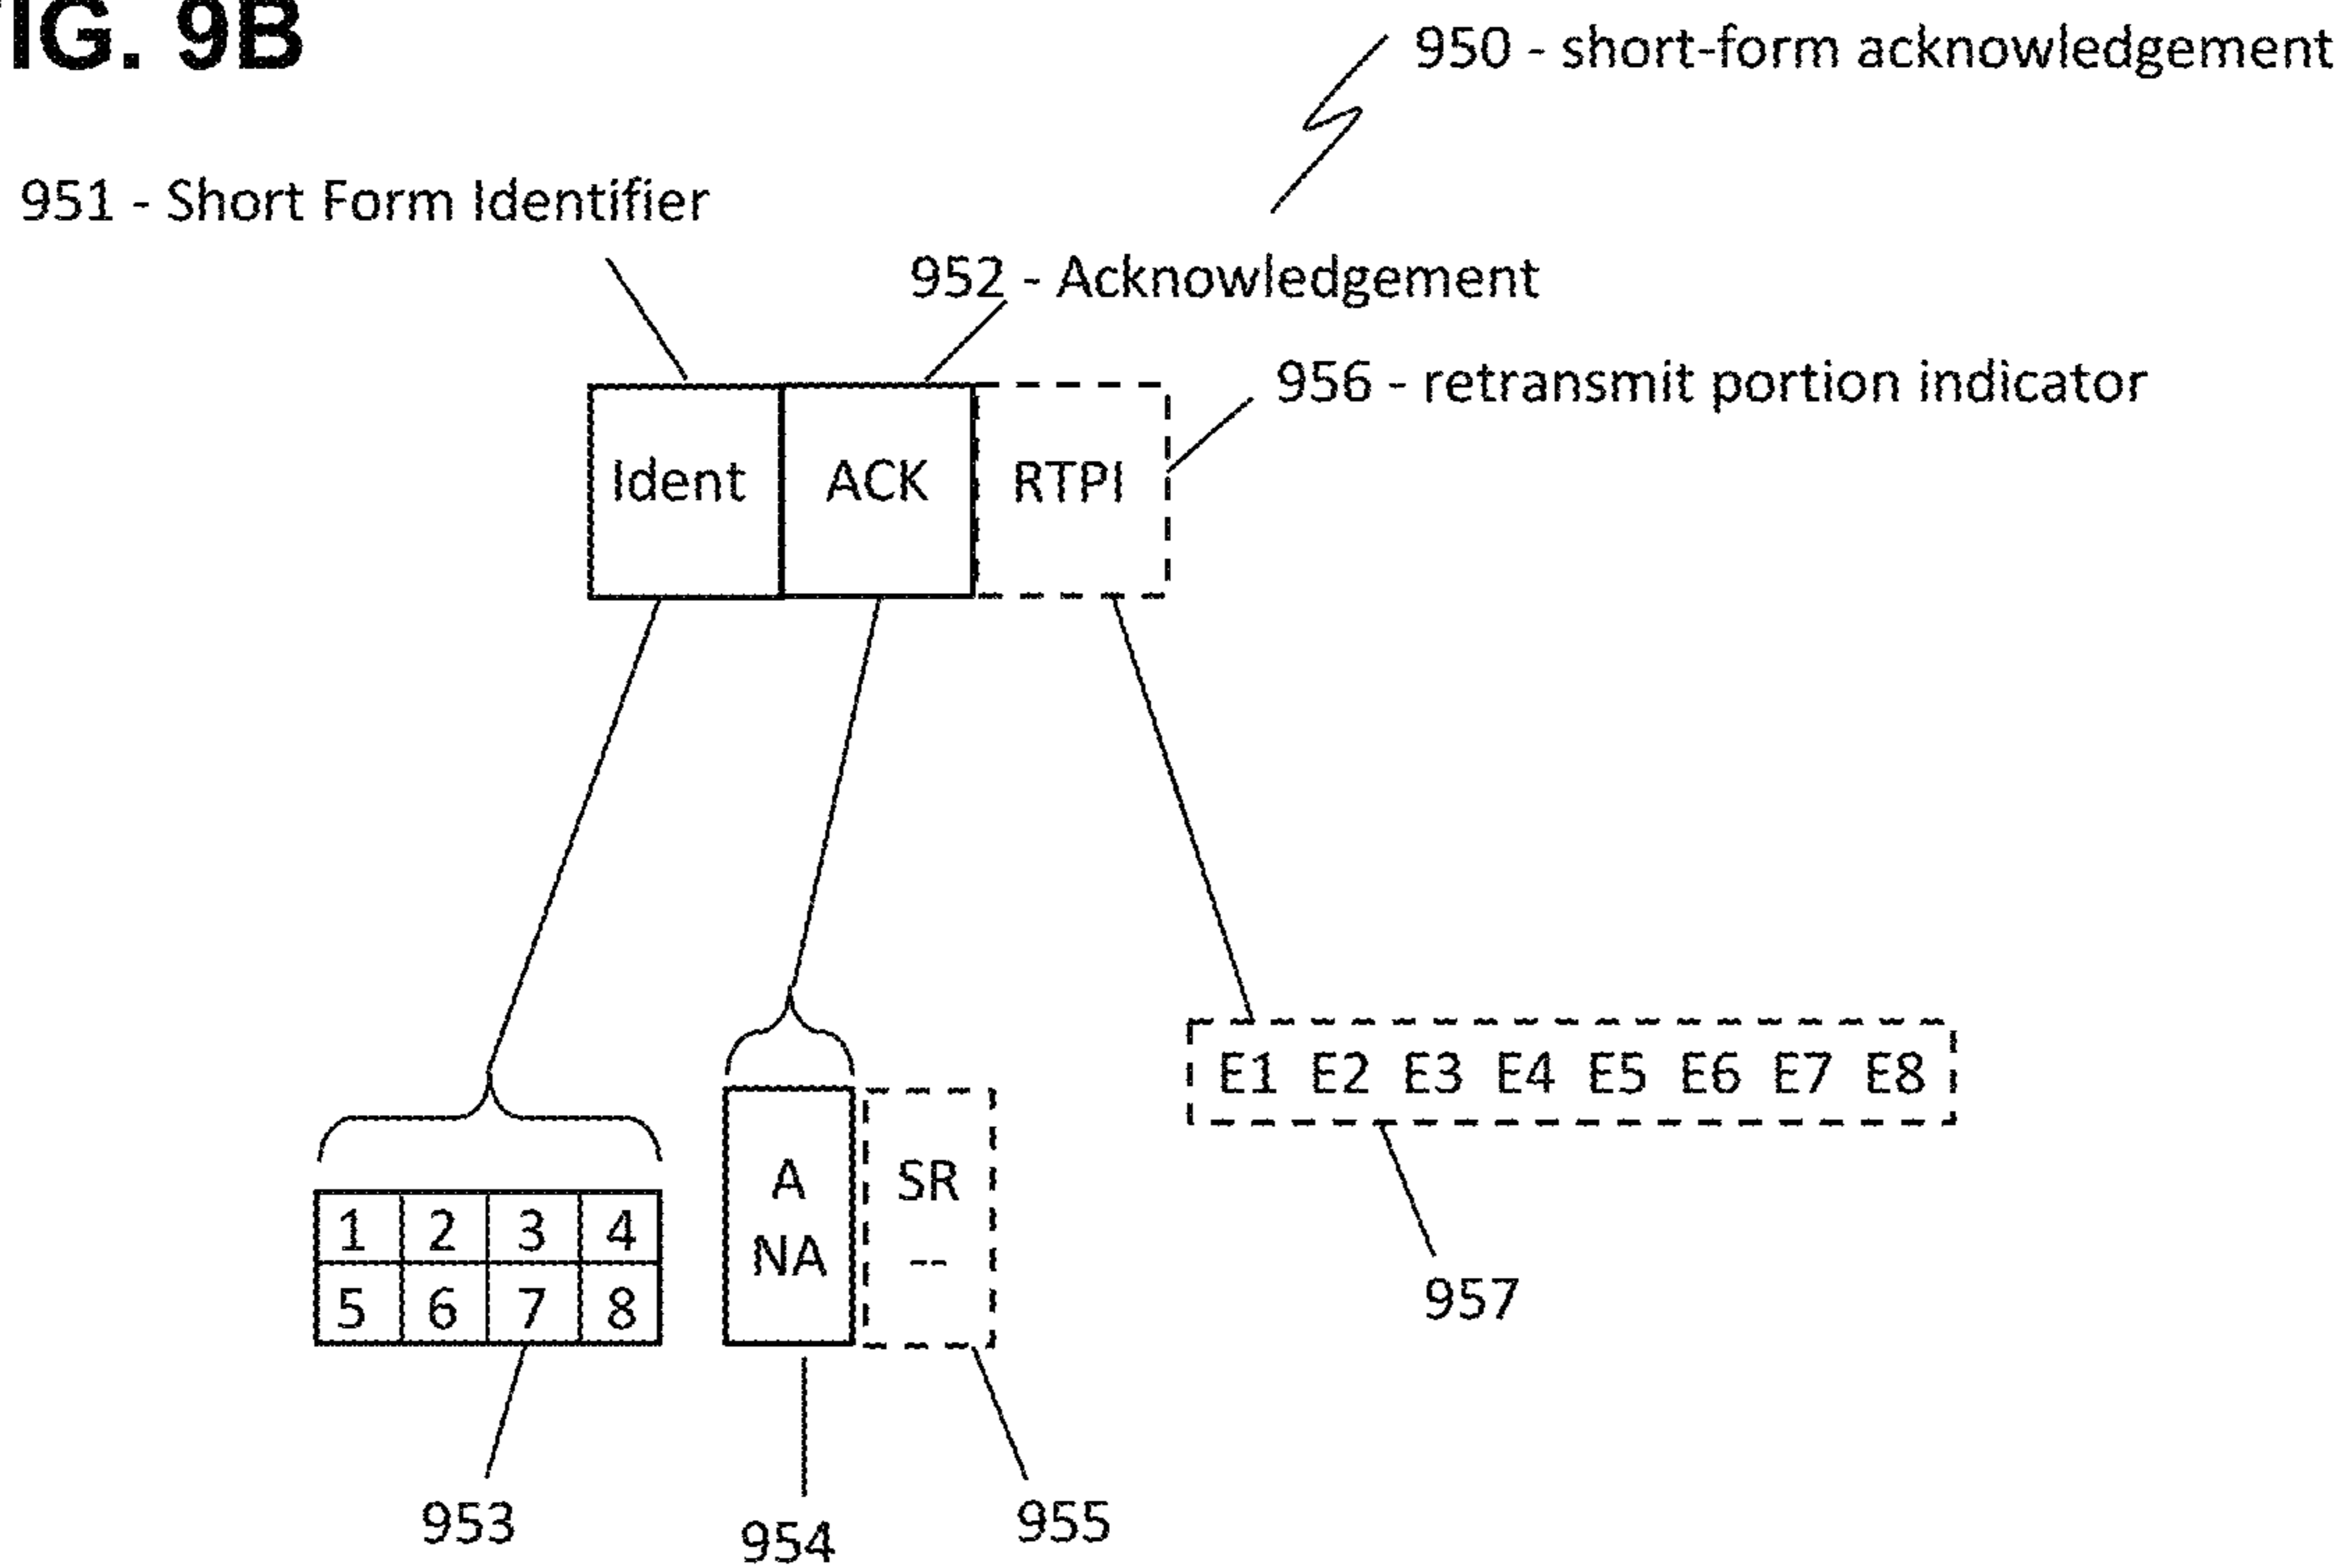 IG. 9B
950 - short-form acknowledgement
951 - Short Form Identifier
952 - Acknowledgement
956 - retransmit portion indicator
Ident ACK RTPI
E1 E2 E3 E4 E5 E6 E7 E8
A SR
1 2 3 4
NA --
5 6 7 8
957
953 954 955